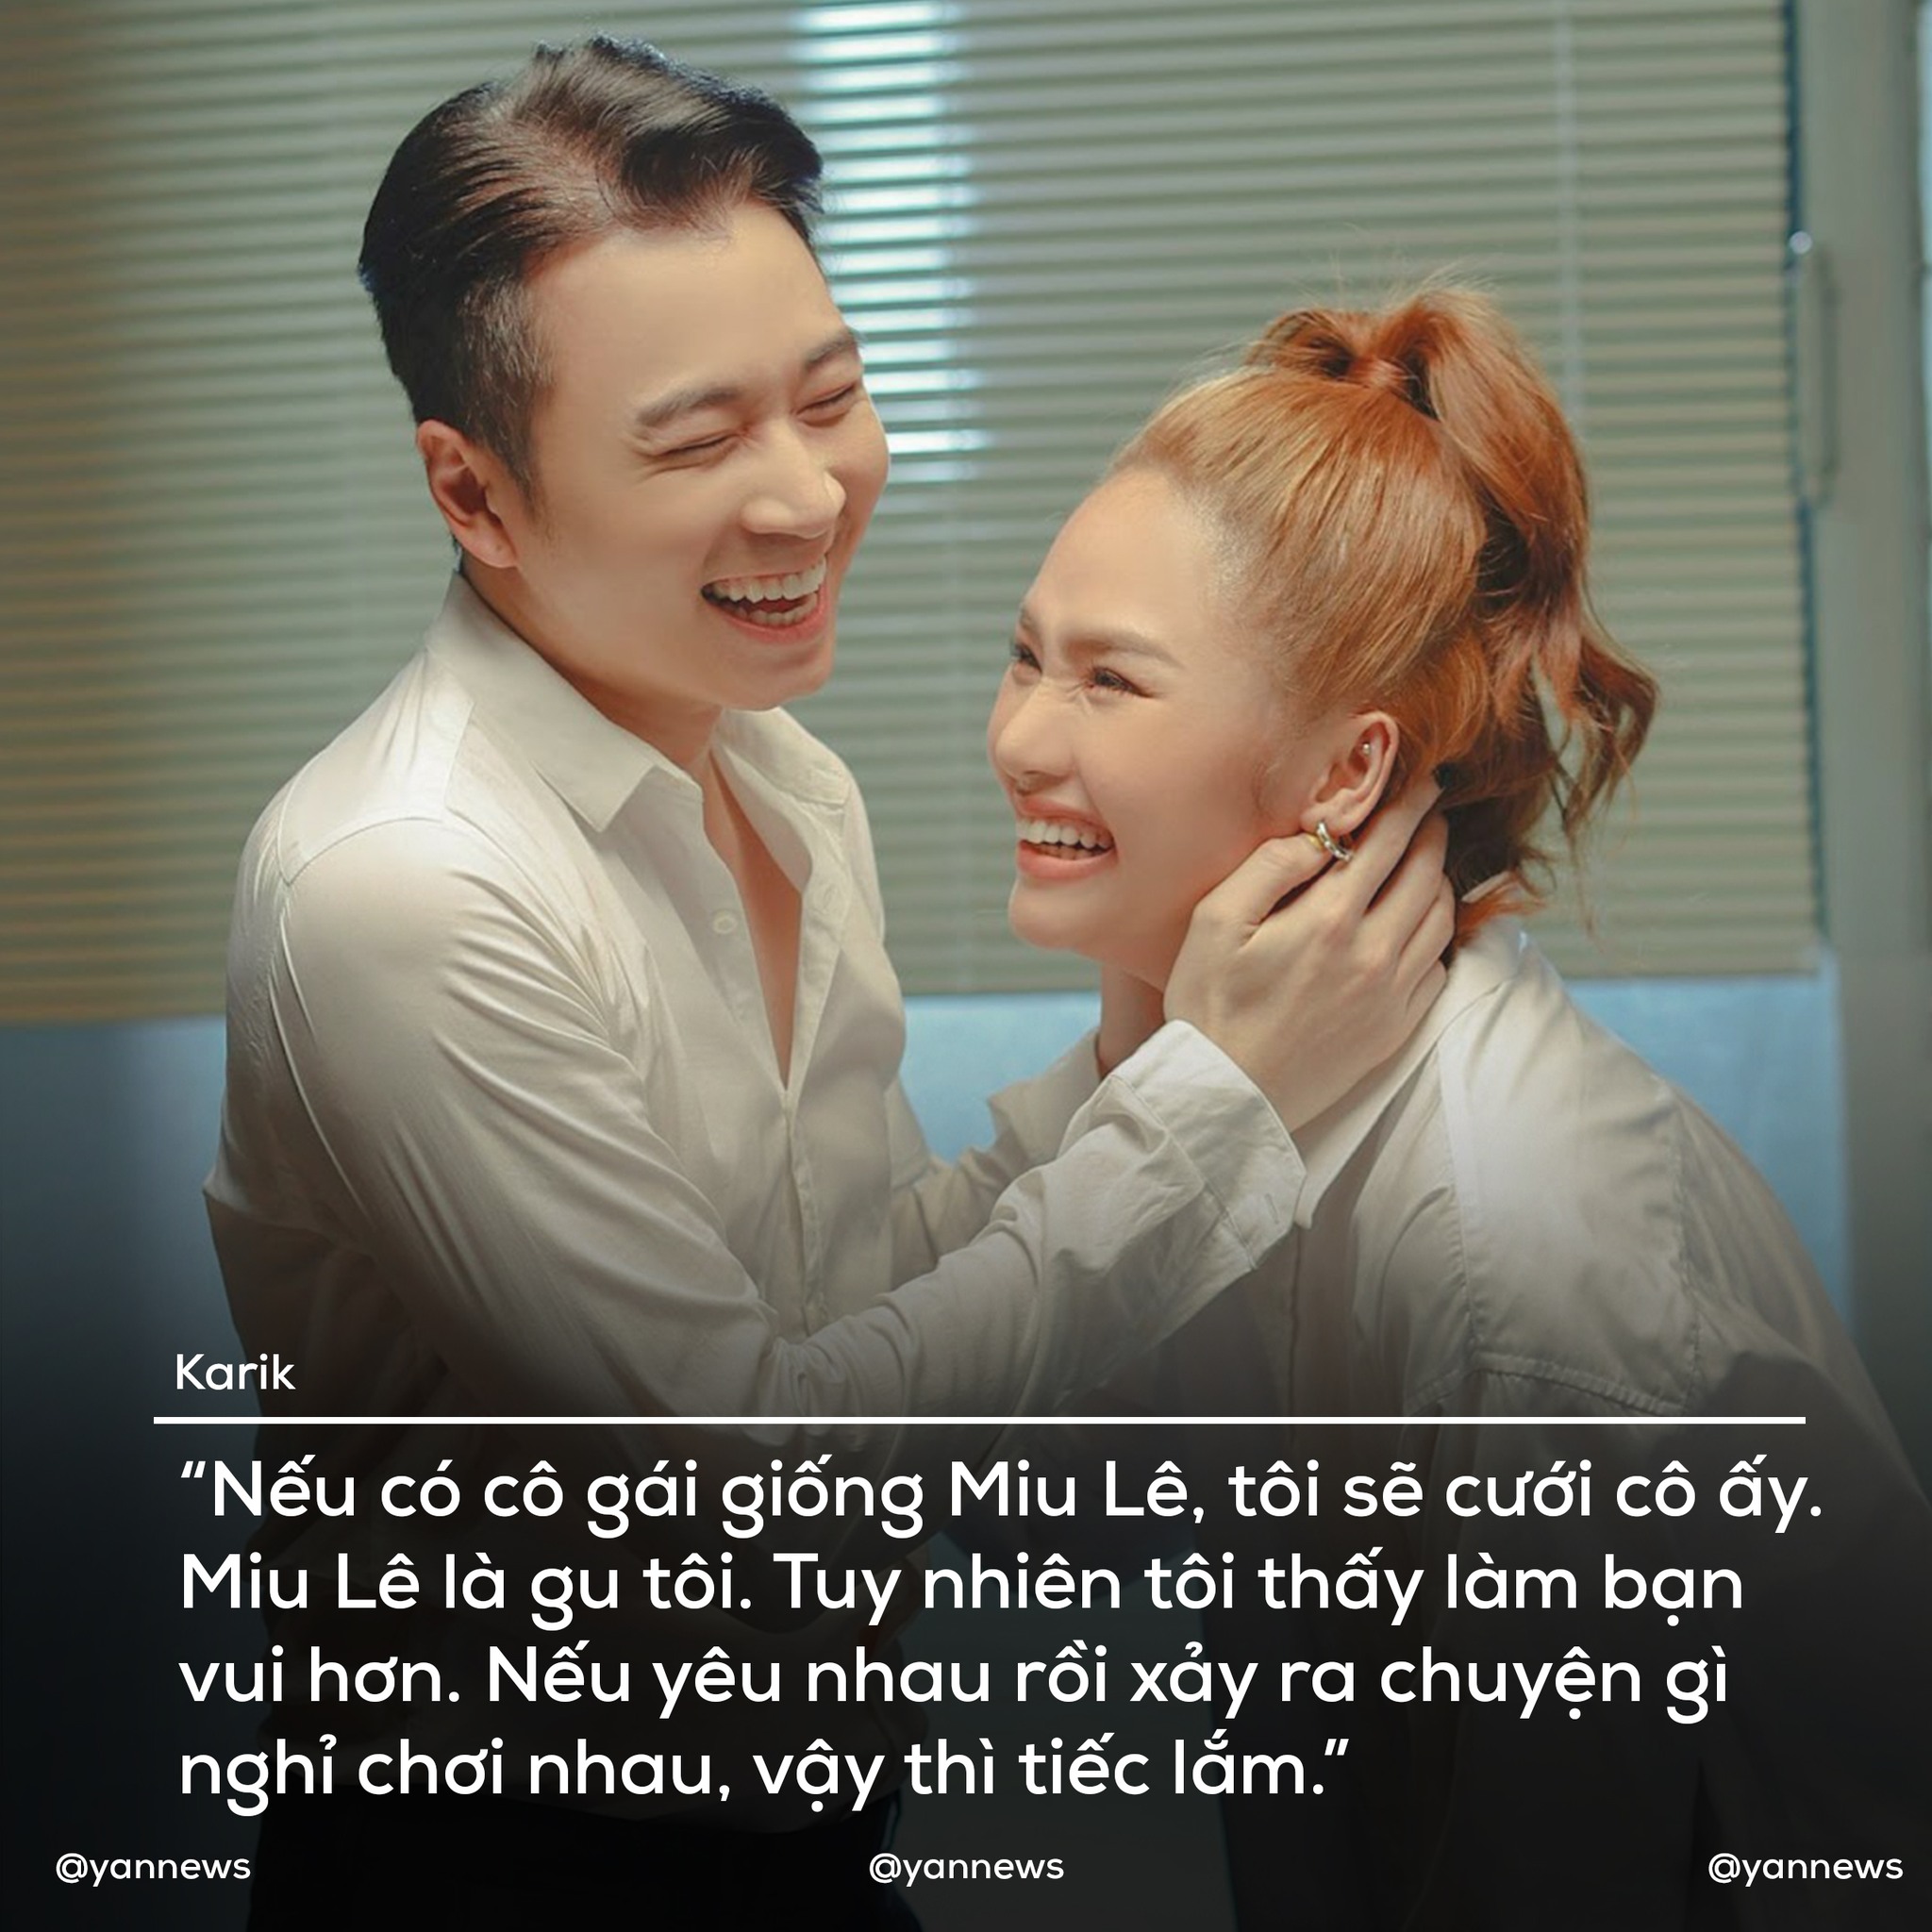 Karik
“Nếu có cô gái giống Miu Lê, tôi sẽ cưới cô ấy.
Miu Lê là gu tôi. Tuy nhiên tôi thấy làm bạn
vui hơn. Nếu yêu nhau rồi xảy ra chuyện gì
nghỉ chơi nhau, vậy thì tiếc lắm.”
@yannews @yannews @yannews